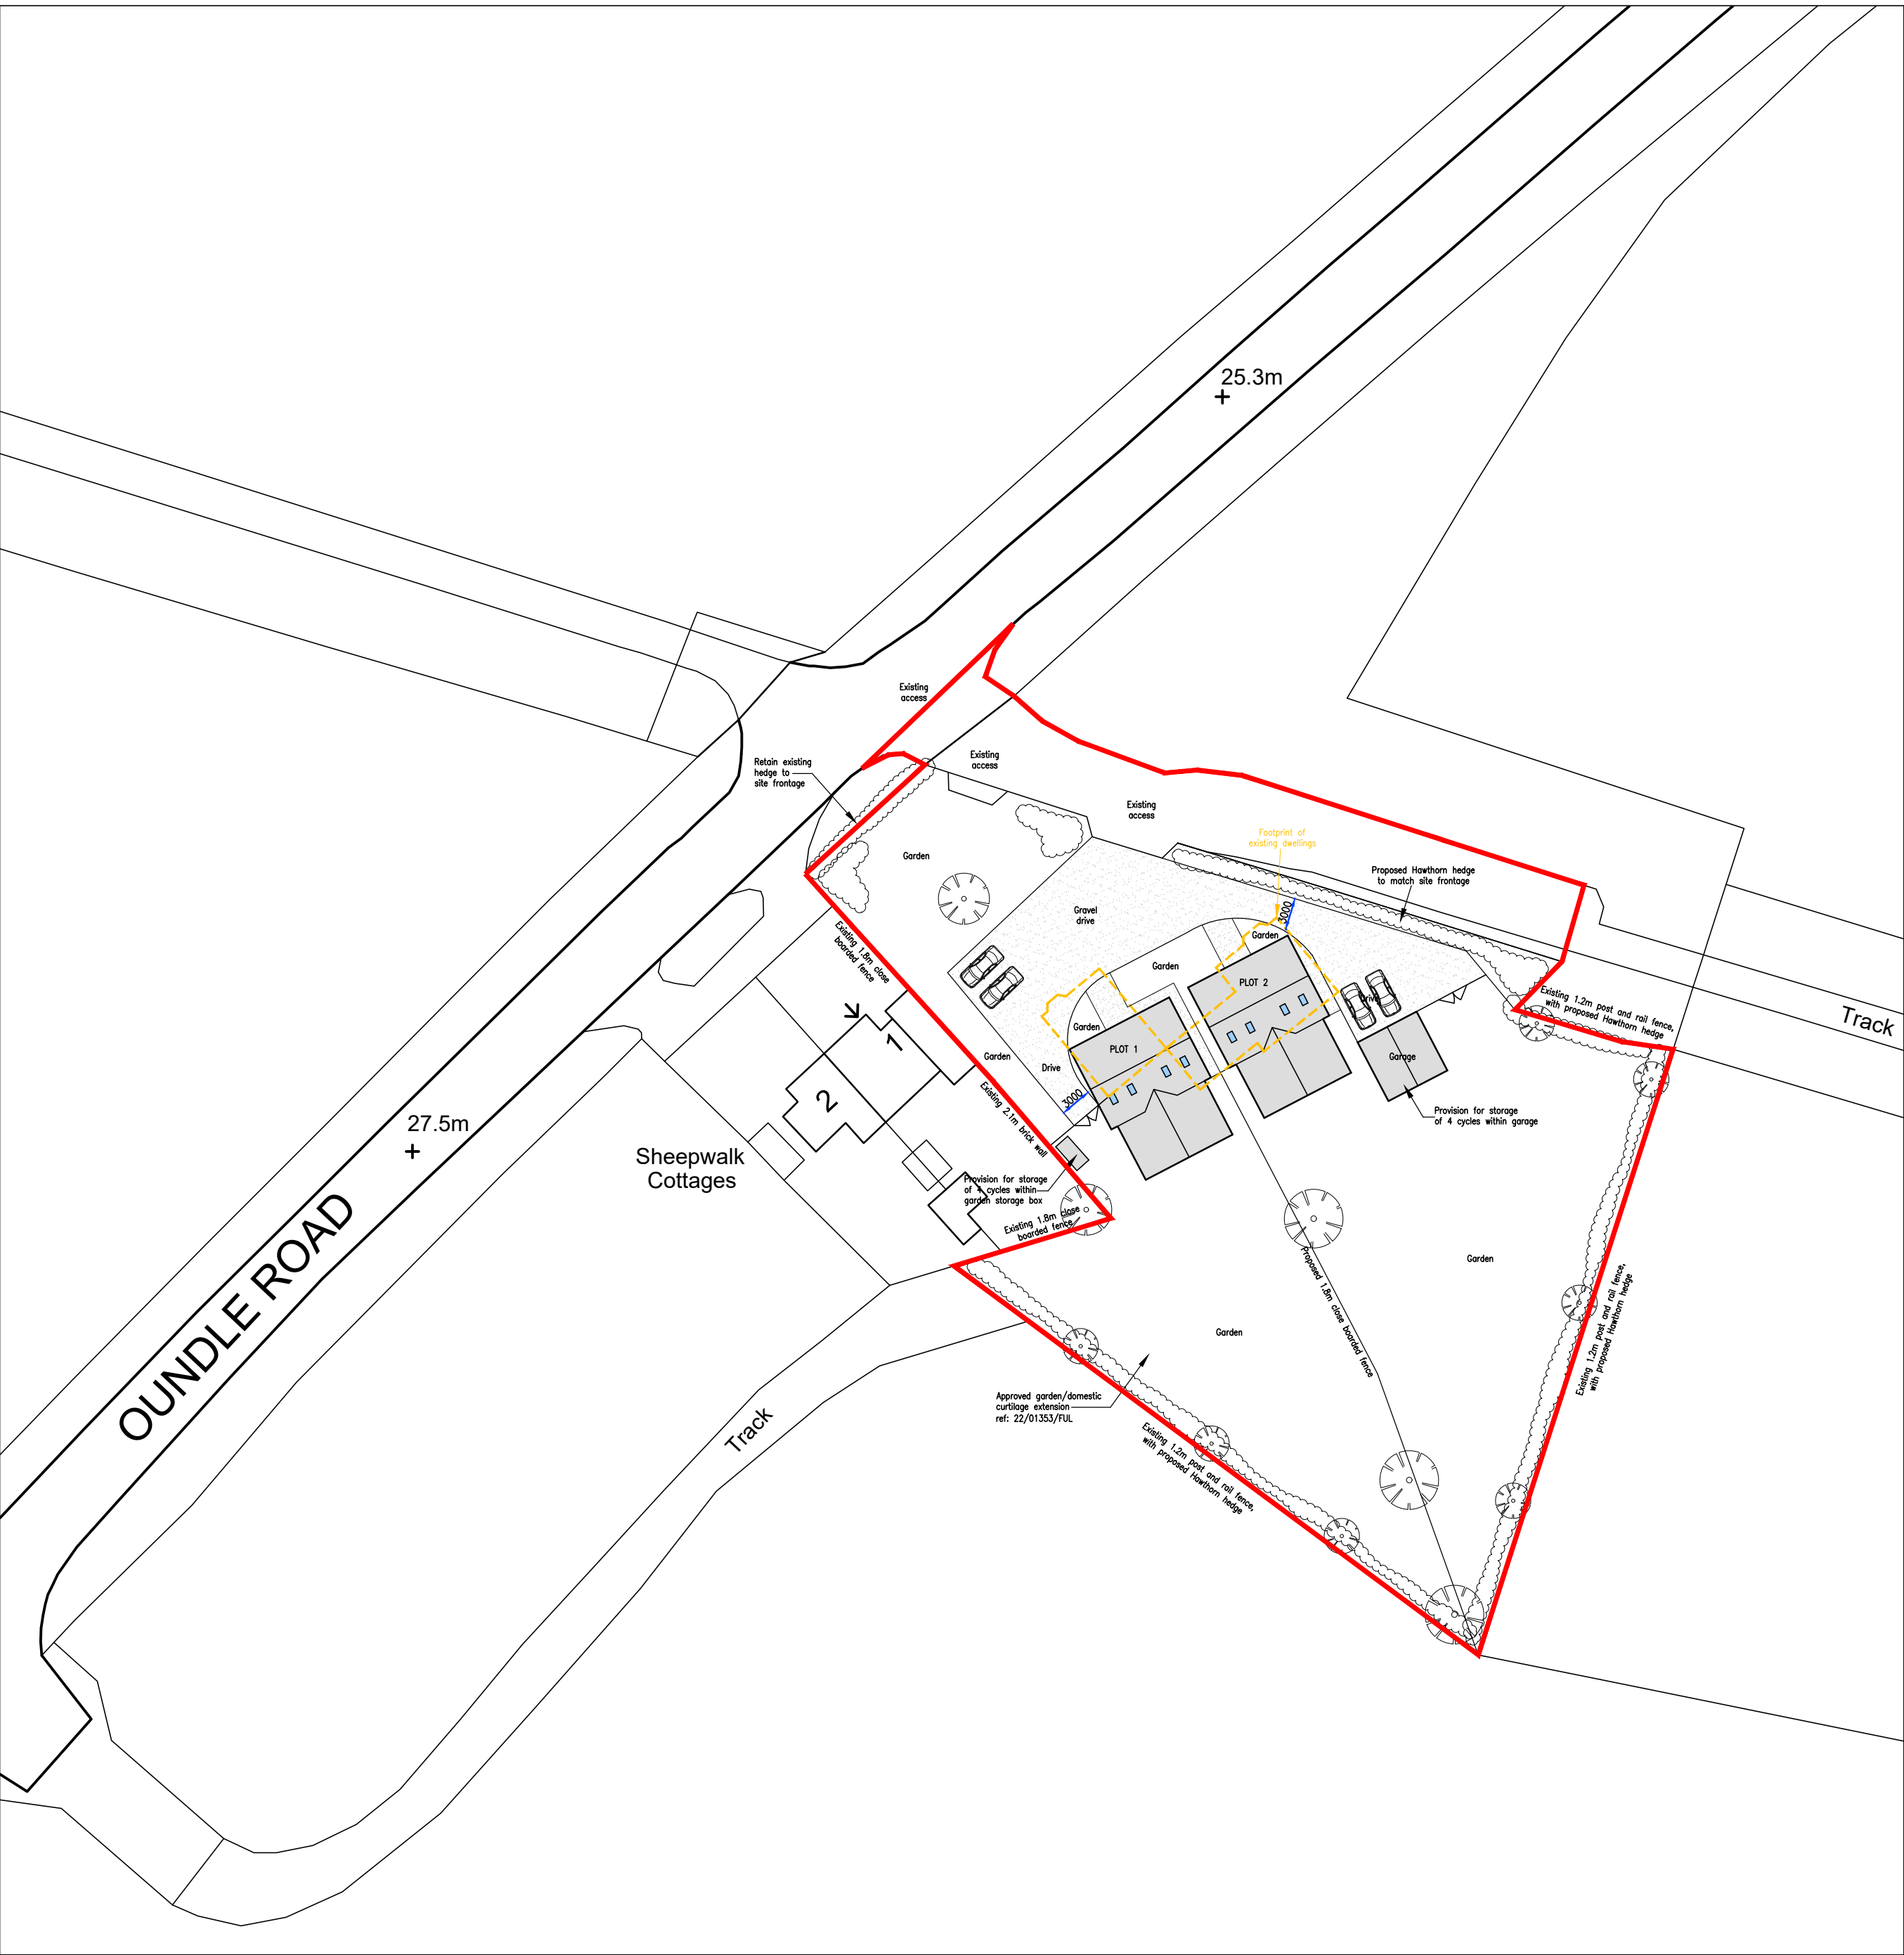 25.3m
Existing
access
Retain existing
hedge to
site frontage
Existing
access
Existing
access
Footprint of
existing dwellings
Garden
Proposed Hawthorn hedge
to match site frontage
Gravel
drive
3000
Garden
Existing 1.8m close
boarded fence
Garden
PLOT 2
Drive
Existing 1.2m post and rail fence,
with proposed Hawthorn hedge
Track
Garden
PLOT 1
1
Garden
Drive
Garage
2
3000
Existing 2.1m brick wall
Provision for storage
of 4 cycles within garage
27.5m
Sheepwalk
Cottages
Provision for storage
of 4 cycles within
garden storage box
Existing 1.8m close
boarded fence
OUNDLE ROAD
Proposed 1.8m close boarded fence
Garden
Existing 1.2m post and rail fence,
with proposed Hawthorn hedge
Garden
Approved garden/domestic
curtilage extension
ref: 22/01353/FUL
Track
Existing 1.2m post and rail fence,
with proposed Hawthorn hedge